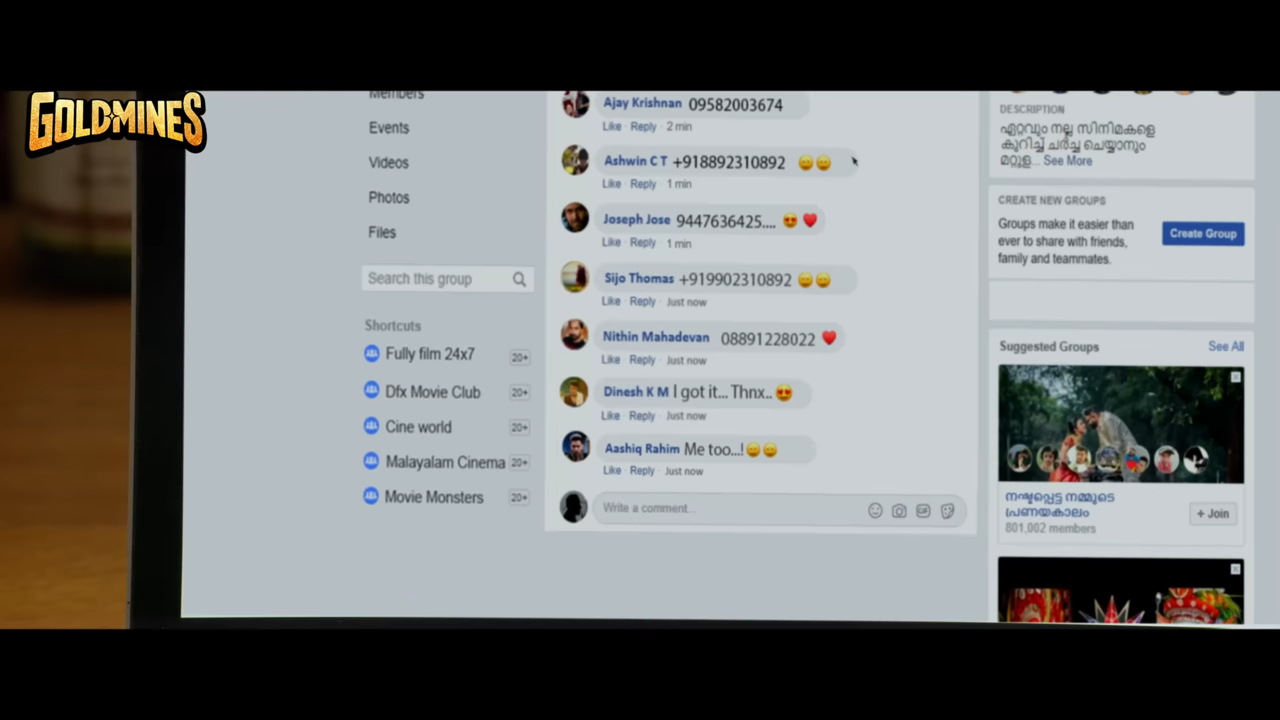 GOLDMINES
Members
Events
Videos
Photos
Files
Search this group
Shortcuts
Fully film 24x7 20+
Dfx Movie Club 20+
Cine world 20+
Malayalam Cinema 20+
Movie Monsters 20+
Ajay Krishnan 09582003674
Like · Reply · 2 min
Ashwin C T +918892310892 😄😄
Like · Reply · 1 min
Joseph Jose 9447636425.... 😍 ❤️
Like · Reply · 1 min
Sijo Thomas +919902310892 😄😄
Like · Reply · Just now
Nithin Mahadevan 08891228022 ❤️
Like · Reply · Just now
Dinesh K M I got it... Thnx.. 😍
Like · Reply · Just now
Aashiq Rahim Me too...! 😄😄
Like · Reply · Just now
Write a comment...
DESCRIPTION
ഏറ്റവും നല്ല സിനിമകളെ
കുറിച്ച് ചർച്ച ചെയ്യാനും
മറ്റുള... See More
CREATE NEW GROUPS
Groups make it easier than
ever to share with friends,
family and teammates.
Create Group
Suggested Groups See All
നഷ്ടപ്പെട്ട നമ്മുടെ
പ്രണയകാലം
801,002 members
+ Join